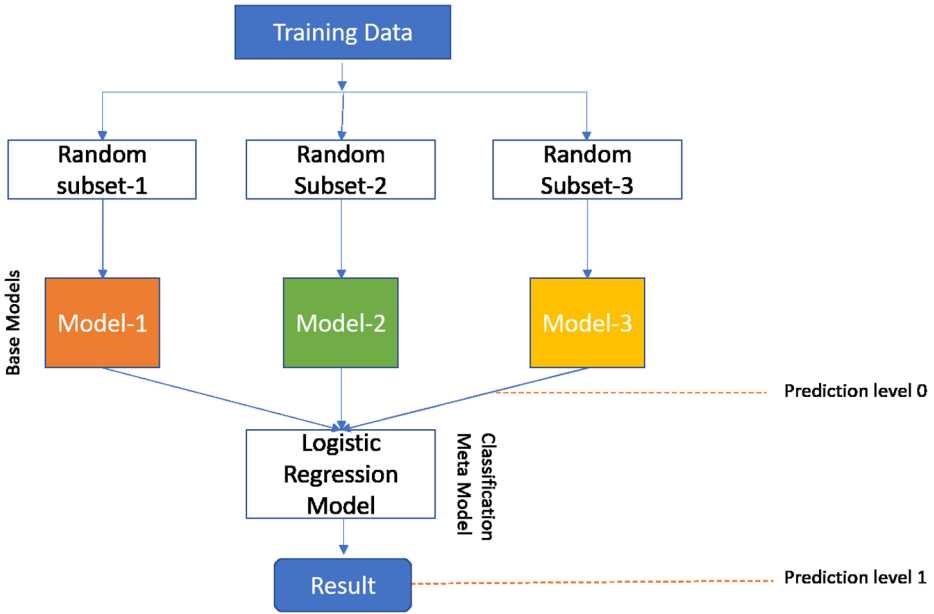 Training Data
Random
subset-1
Random
Subset-2
Random
Subset-3
Base Models
Model-1
Model-2
Model-3
Prediction level 0
Logistic
Regression
Model
Classification
Meta Model
Result
Prediction level 1